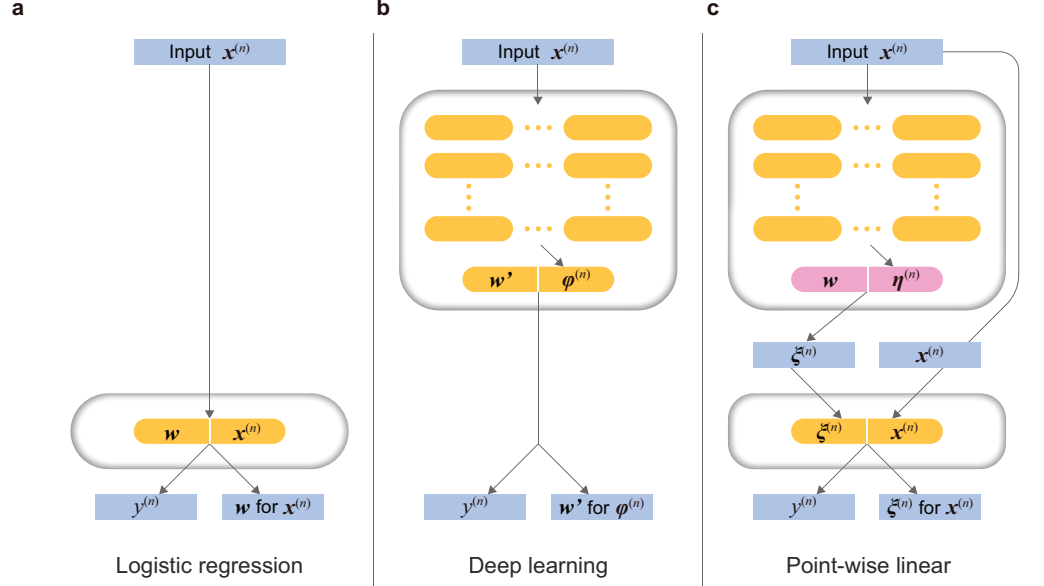 a
Input x⁽ⁿ⁾
w x⁽ⁿ⁾
y⁽ⁿ⁾ w for x⁽ⁿ⁾
Logistic regression
b
Input x⁽ⁿ⁾
w’ φ⁽ⁿ⁾
y⁽ⁿ⁾ w’ for φ⁽ⁿ⁾
Deep learning
c
Input x⁽ⁿ⁾
w η⁽ⁿ⁾
ξ⁽ⁿ⁾ x⁽ⁿ⁾
ξ⁽ⁿ⁾ x⁽ⁿ⁾
y⁽ⁿ⁾ ξ⁽ⁿ⁾ for x⁽ⁿ⁾
Point-wise linear